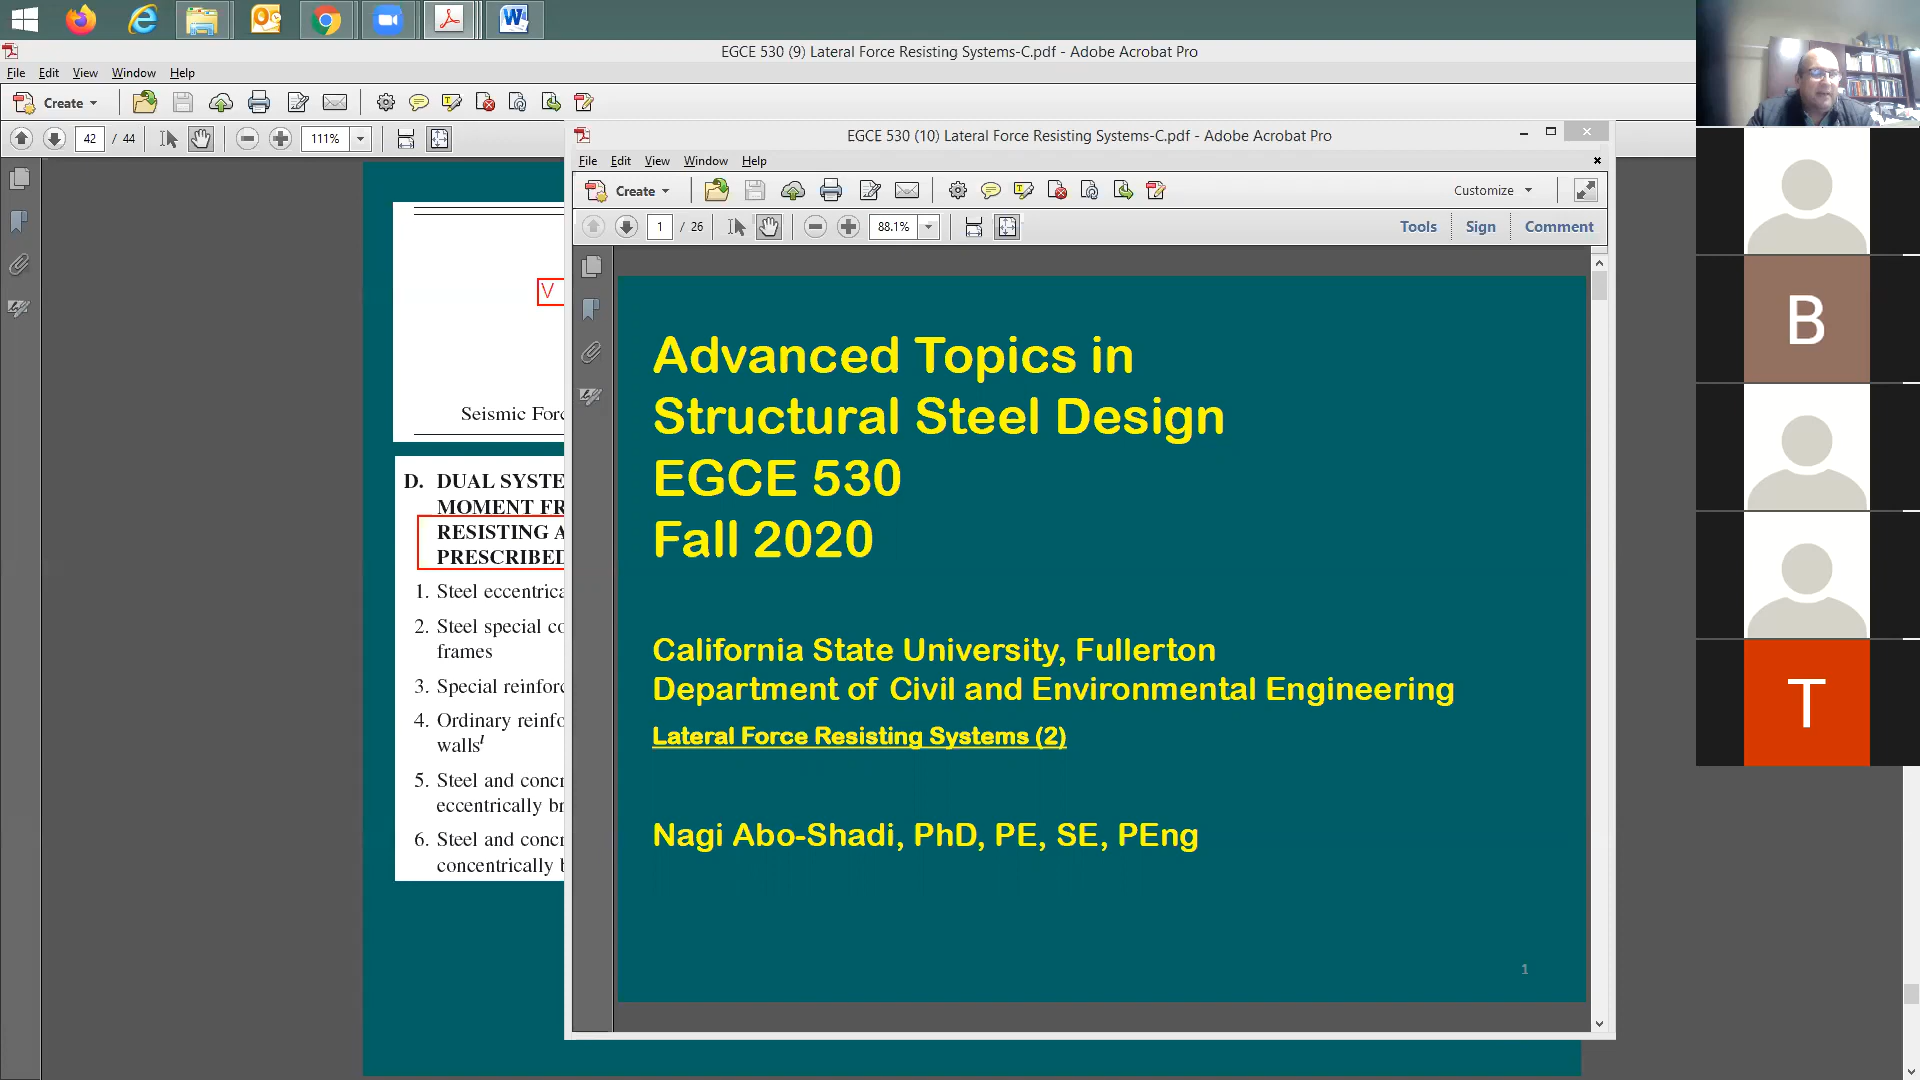 EGCE 530 (9) Lateral Force Resisting Systems-C.pdf - Adobe Acrobat Pro
File Edit View Window Help
Create
42 / 44 111%
V
Seismic Forc
D. DUAL SYSTE
MOMENT FR
RESISTING A
PRESCRIBED
1. Steel eccentrica
2. Steel special co
frames
3. Special reinforc
4. Ordinary reinfo
walls^l
5. Steel and concr
eccentrically br
6. Steel and concr
concentrically b
EGCE 530 (10) Lateral Force Resisting Systems-C.pdf - Adobe Acrobat Pro
File Edit View Window Help
Create Customize
1 / 26 88.1% Tools Sign Comment
Advanced Topics in
Structural Steel Design
EGCE 530
Fall 2020
California State University, Fullerton
Department of Civil and Environmental Engineering
Lateral Force Resisting Systems (2)
Nagi Abo-Shadi, PhD, PE, SE, PEng
1
B
T